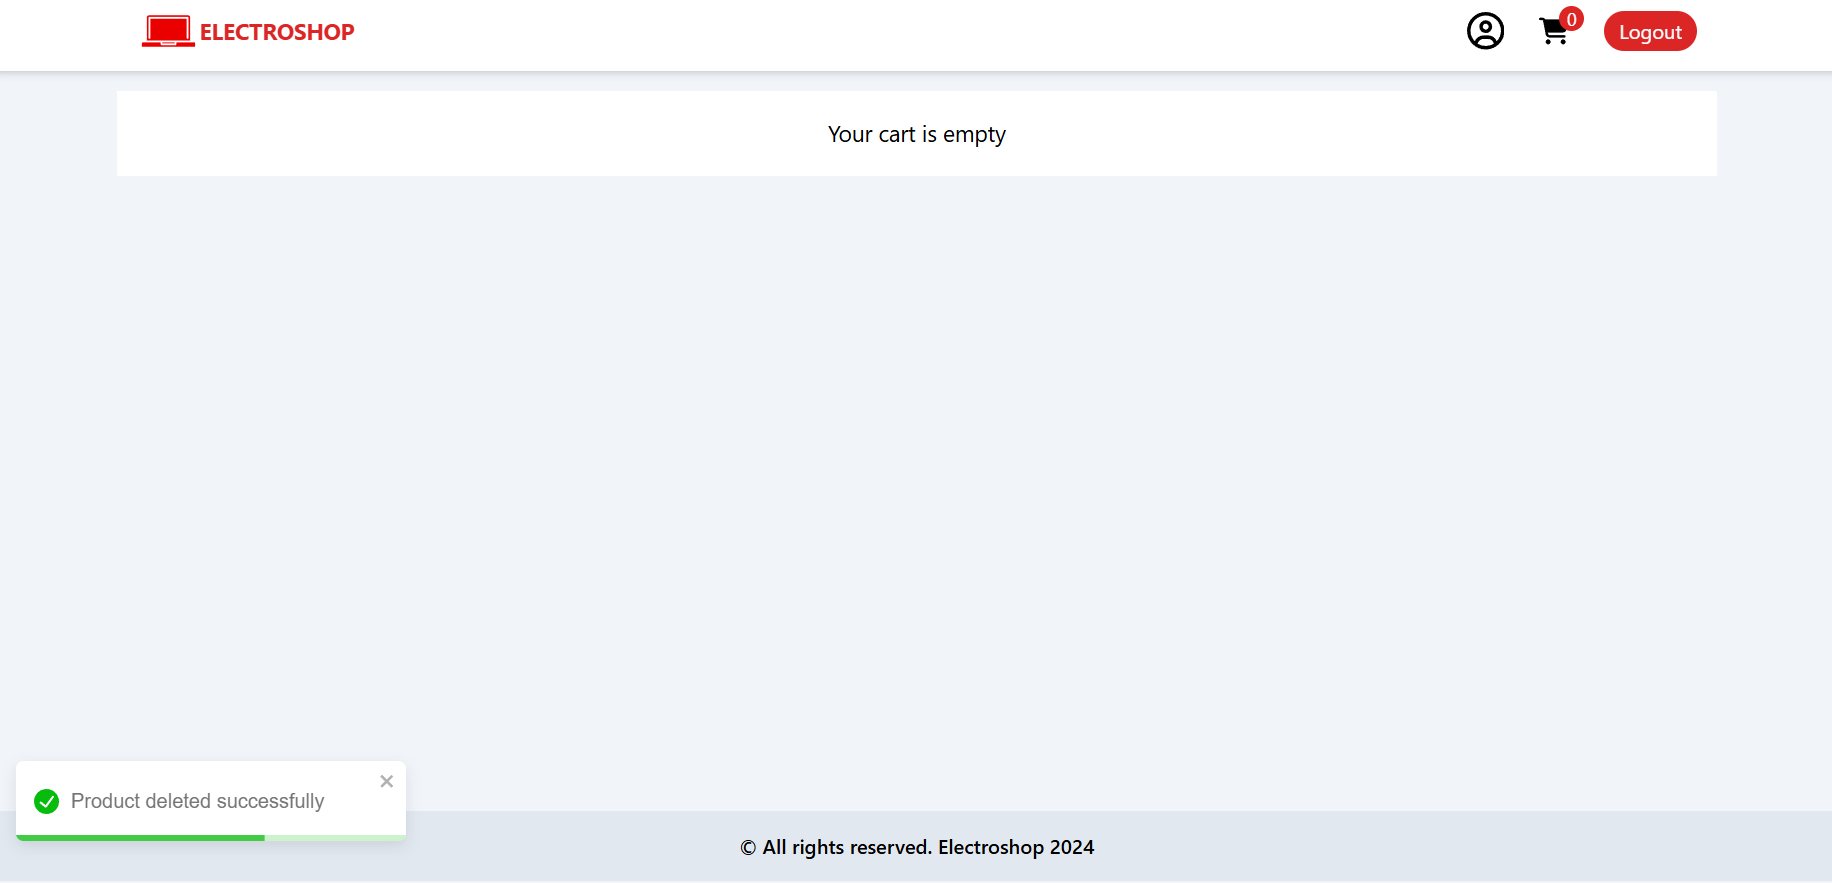 ELECTROSHOP
0
Logout
Your cart is empty
Product deleted successfully
© All rights reserved. Electroshop 2024